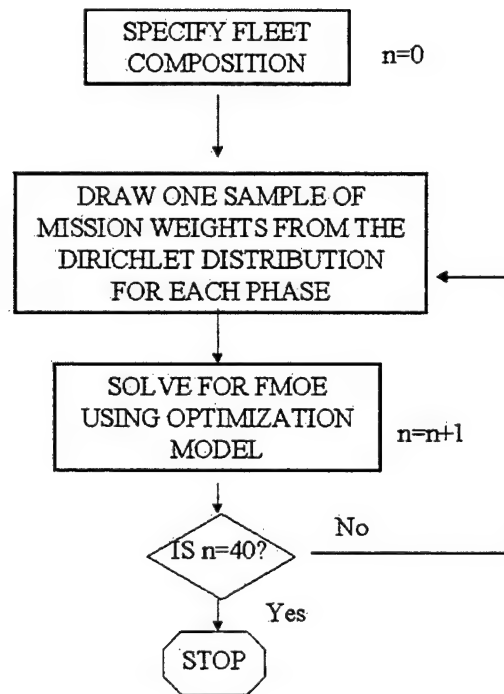 SPECIFY FLEET
COMPOSITION
n=0
DRAW ONE SAMPLE OF
MISSION WEIGHTS FROM THE
DIRICHLET DISTRIBUTION
FOR EACH PHASE
SOLVE FOR FMOE
USING OPTIMIZATION
MODEL
n=n+1
IS n=40?
No
Yes
STOP